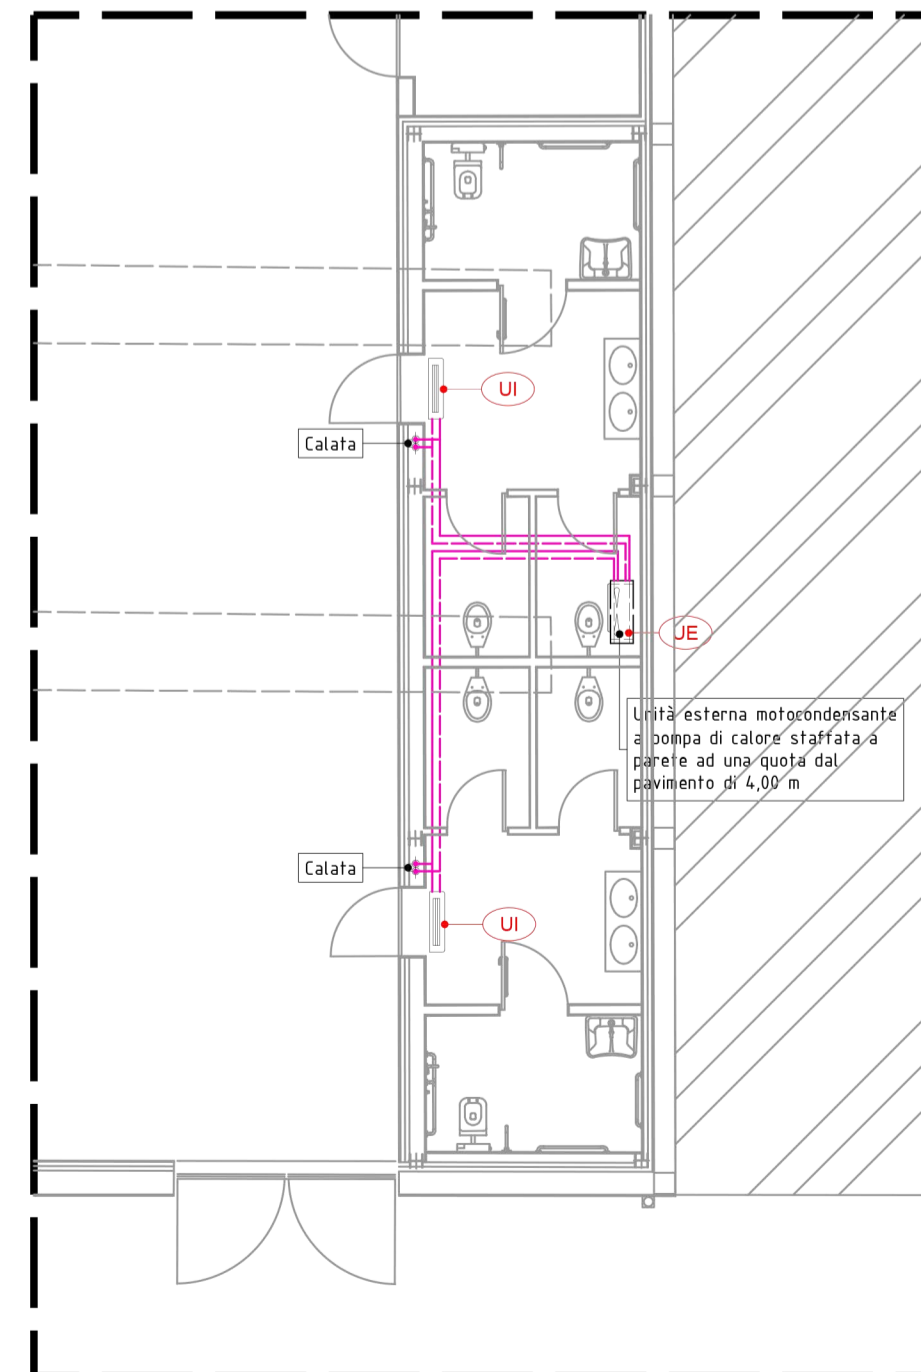 UI
Calata
UE
Unità esterna motocondensante
a pompa di calore staffata a
parete ad una quota dal
pavimento di 4,00 m
Calata
UI